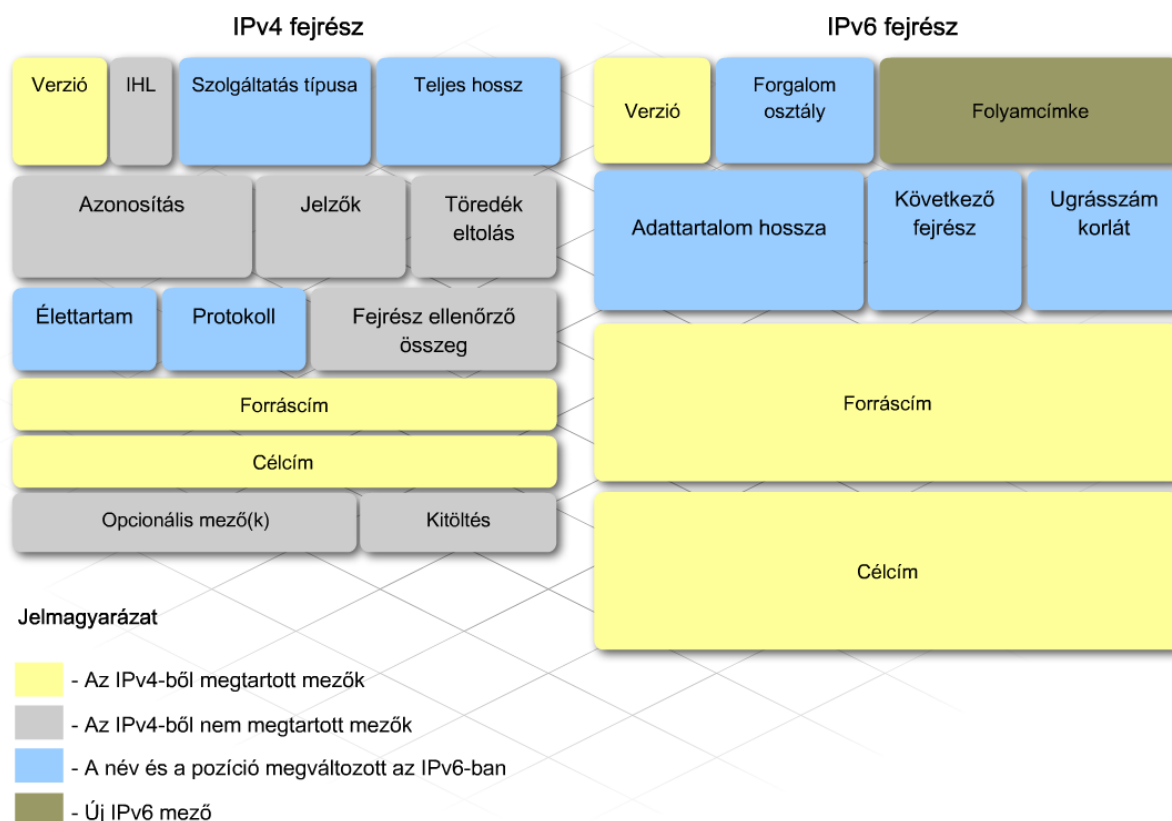 IPv4 fejrész
Verzió
IHL
Szolgáltatás típusa
Teljes hossz
Azonosítás
Jelzők
Töredék
eltolás
Élettartam
Protokoll
Fejrész ellenőrző
összeg
Forráscím
Célcím
Opcionális mező(k)
Kitöltés
IPv6 fejrész
Verzió
Forgalom
osztály
Folyamcímke
Adattartalom hossza
Következő
fejrész
Ugrásszám
korlát
Forráscím
Célcím
Jelmagyarázat
- Az IPv4-ből megtartott mezők
- Az IPv4-ből nem megtartott mezők
- A név és a pozíció megváltozott az IPv6-ban
- Új IPv6 mező